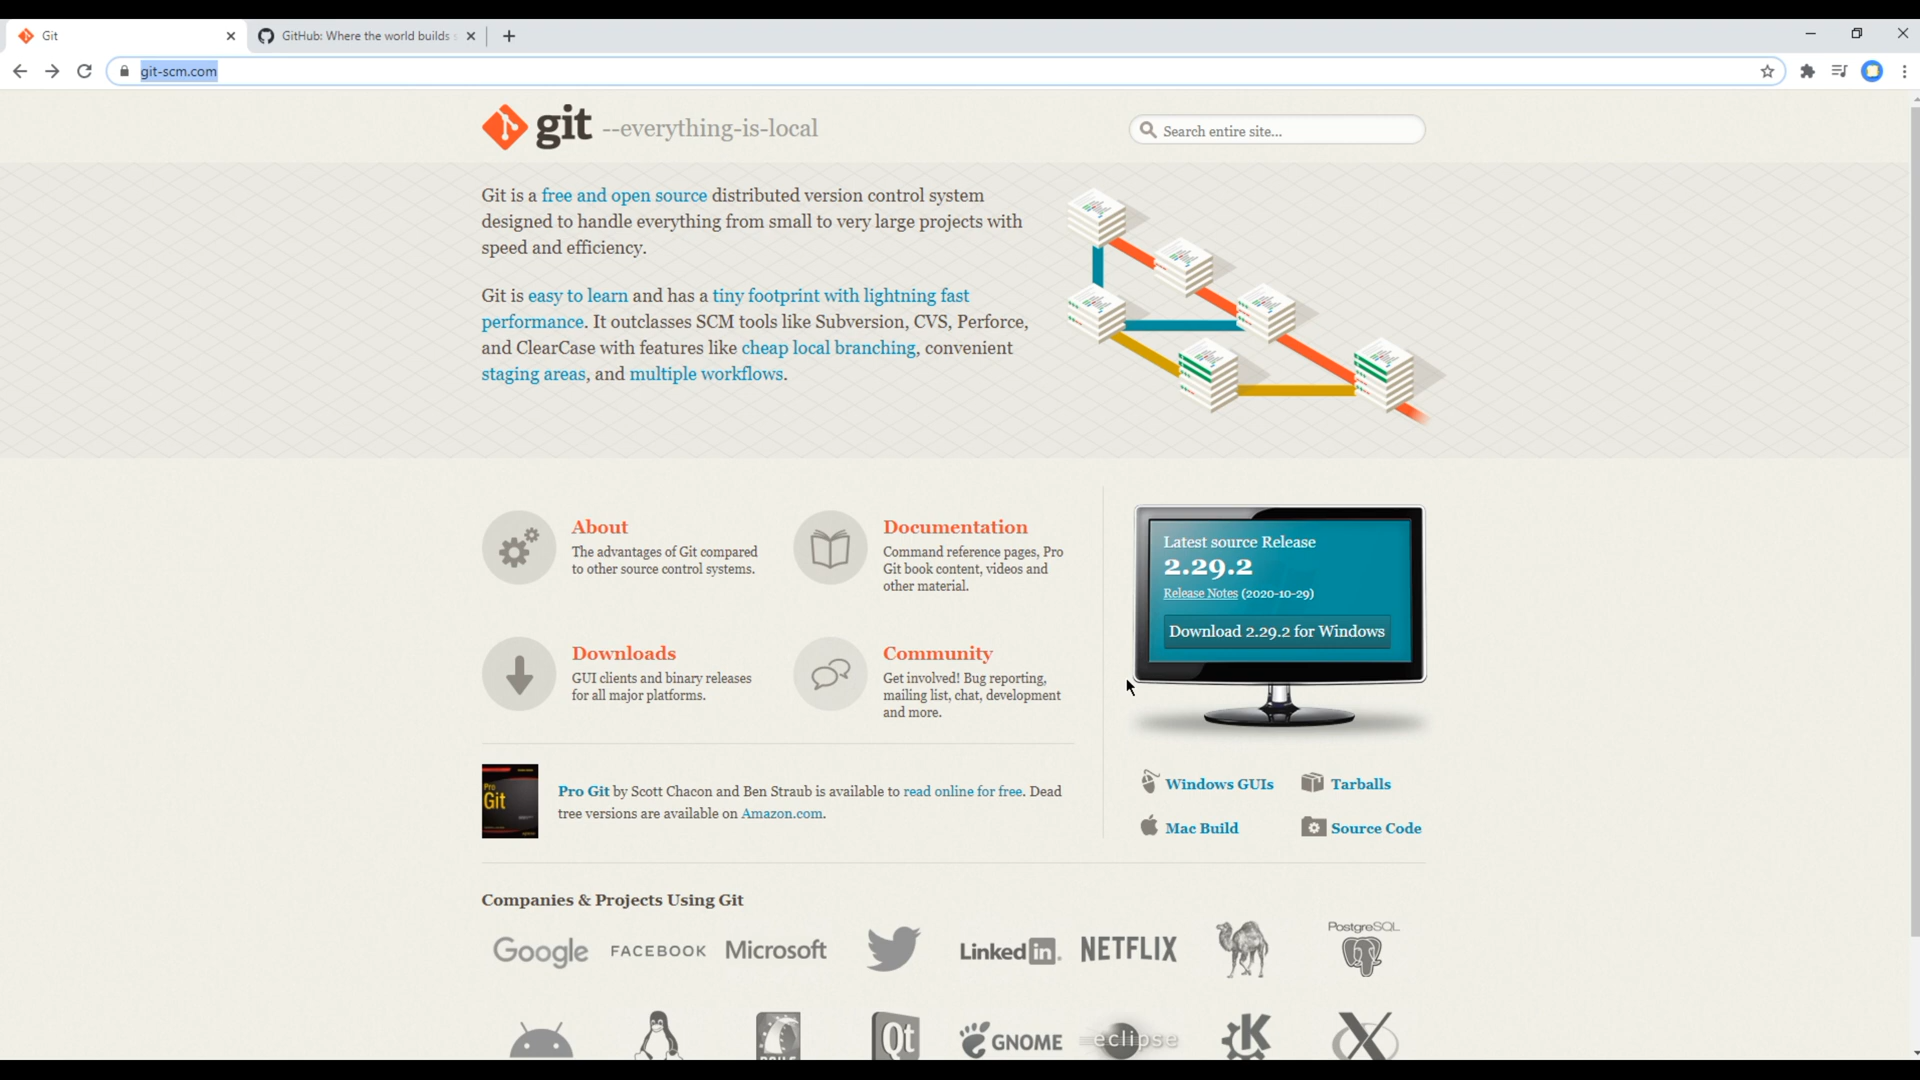 Git
GitHub: Where the world builds
git-scm.com
git --everything-is-local
Search entire site...
Git is a free and open source distributed version control system
designed to handle everything from small to very large projects with
speed and efficiency.
Git is easy to learn and has a tiny footprint with lightning fast
performance. It outclasses SCM tools like Subversion, CVS, Perforce,
and ClearCase with features like cheap local branching, convenient
staging areas, and multiple workflows.
About
The advantages of Git compared
to other source control systems.
Documentation
Command reference pages, Pro
Git book content, videos and
other material.
Downloads
GUI clients and binary releases
for all major platforms.
Community
Get involved! Bug reporting,
mailing list, chat, development
and more.
Latest source Release
2.29.2
Release Notes (2020-10-29)
Download 2.29.2 for Windows
Pro
Git
Pro Git by Scott Chacon and Ben Straub is available to read online for free. Dead
tree versions are available on Amazon.com.
Windows GUIs
Tarballs
Mac Build
Source Code
Companies & Projects Using Git
Google FACEBOOK Microsoft Linked in NETFLIX PostgreSQL
Qt GNOME eclipse K X